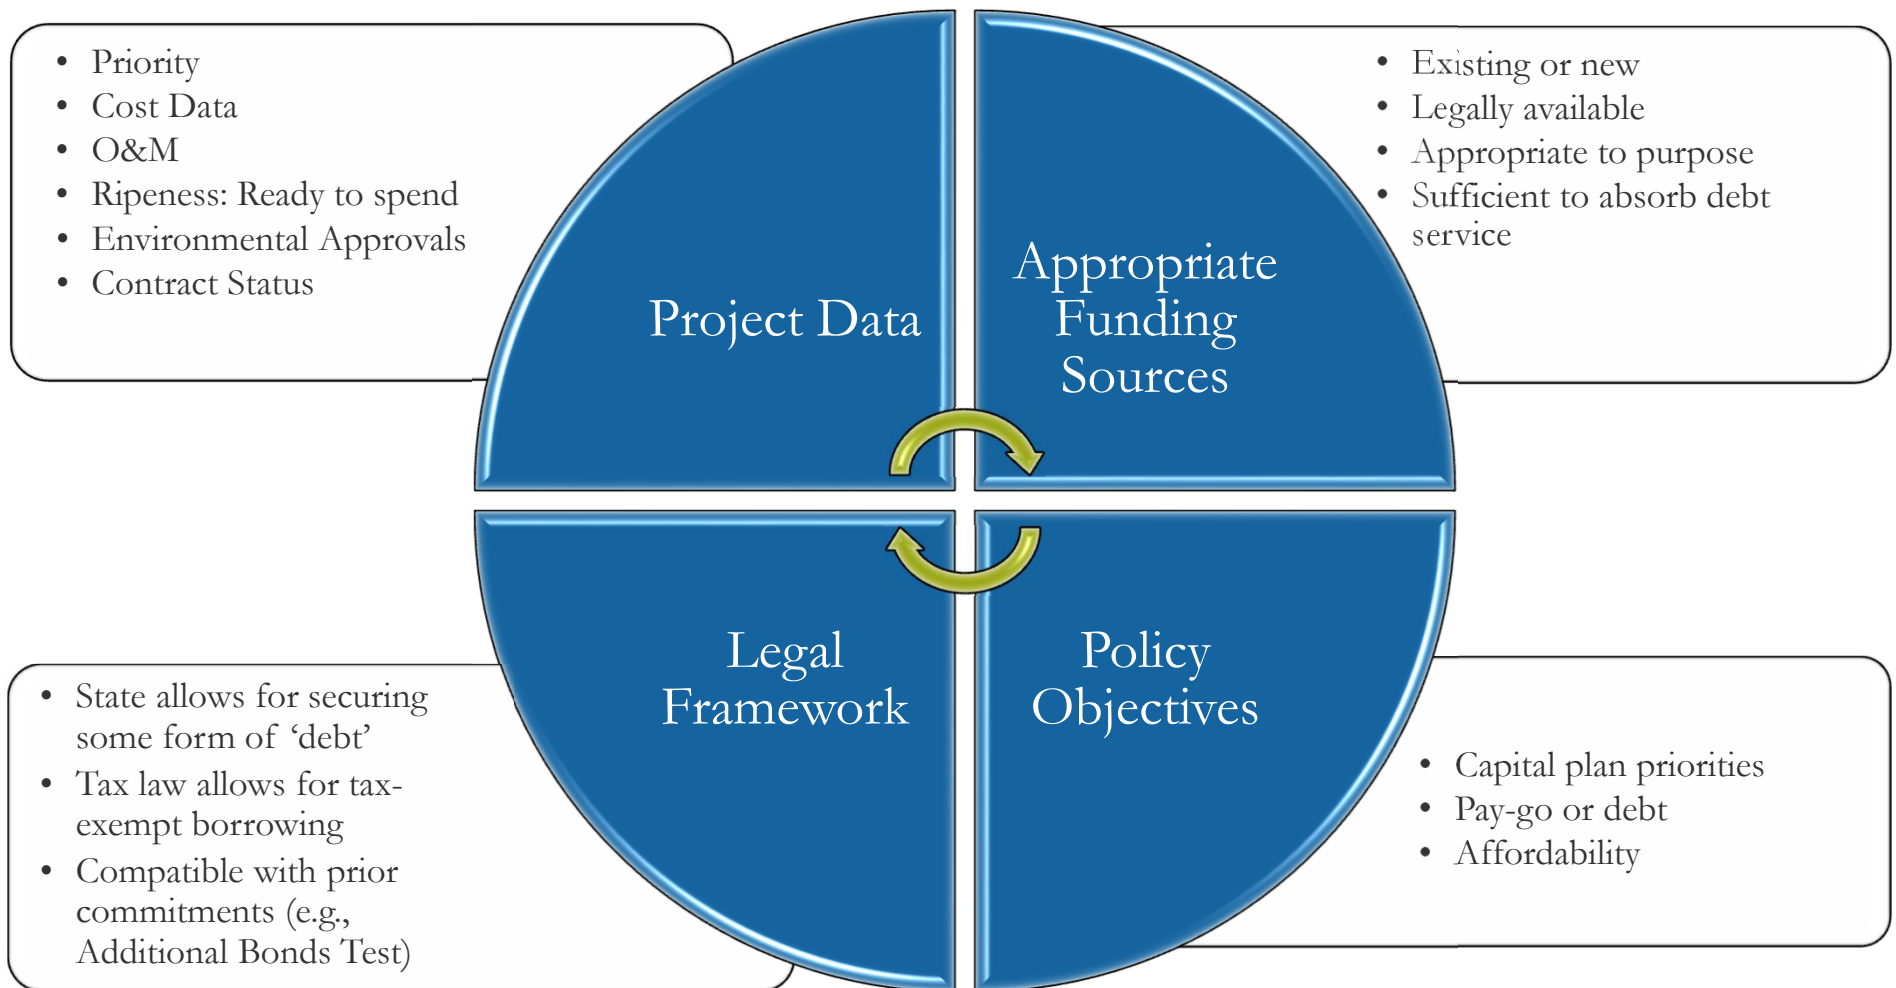 • Priority
• Cost Data
• O&M
• Ripeness: Ready to spend
• Environmental Approvals
• Contract Status
Project Data
• Existing or new
• Legally available
• Appropriate to purpose
• Sufficient to absorb debt
service
Appropriate
Funding
Sources
• State allows for securing
some form of ‘debt’
• Tax law allows for tax-
exempt borrowing
• Compatible with prior
commitments (e.g.,
Additional Bonds Test)
Legal
Framework
Policy
Objectives
• Capital plan priorities
• Pay-go or debt
• Affordability